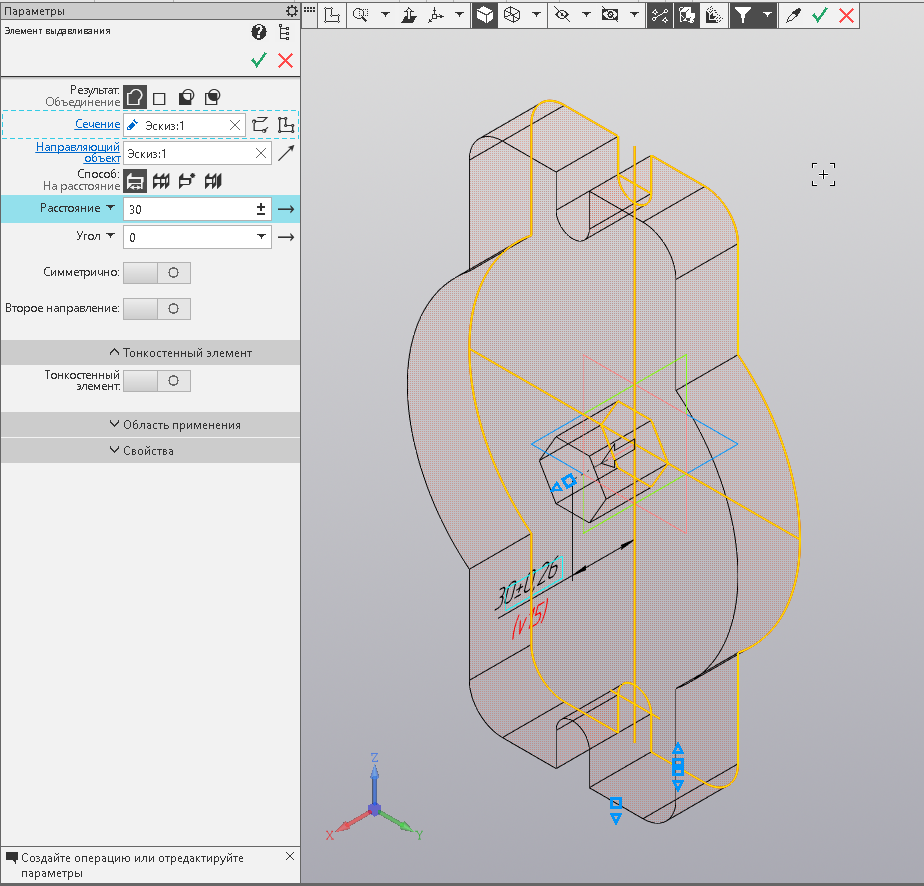 Параметры
Элемент выдавливания
Результат:
Объединение
Сечение
Эскиз:1
Направляющий
объект
Эскиз:1
Способ:
На расстояние
Расстояние
30
Угол
0
Симметрично:
Второе направление:
Тонкостенный элемент
Тонкостенный
элемент:
Область применения
Свойства
Создайте операцию или отредактируйте
параметры
30±0,26
(v15)
Z
X
Y